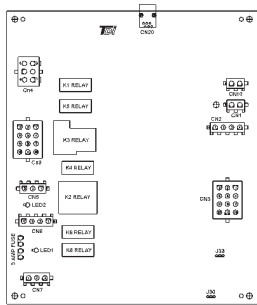 TCI
CN20
CN4
K1 RELAY
K5 RELAY
CN10
CN1
CN2
K3 RELAY
K4 RELAY
CN5
LED2
K2 RELAY
CN3
CN6
K6 RELAY
5 AMP FUSE
LED1
K8 RELAY
J33
CN7
J30